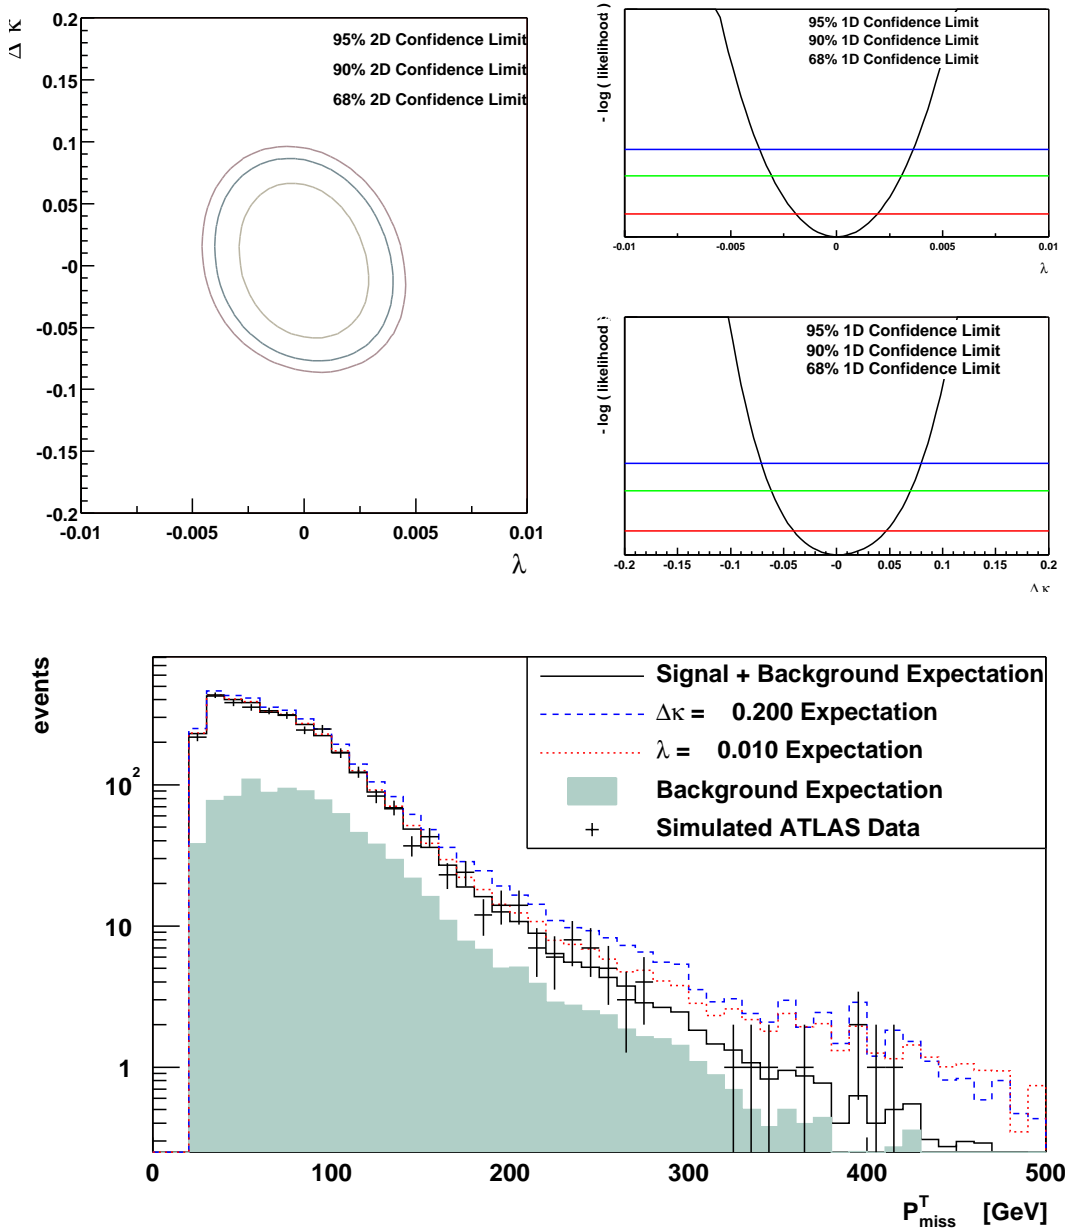 Δ κ
0.2
0.15
0.1
0.05
-0
-0.05
-0.1
-0.15
-0.2
95% 2D Confidence Limit
90% 2D Confidence Limit
68% 2D Confidence Limit
-0.01 -0.005 0 0.005 0.01
λ
- log ( likelihood )
95% 1D Confidence Limit
90% 1D Confidence Limit
68% 1D Confidence Limit
-0.01 -0.005 0 0.005 0.01
λ
- log ( likelihood )
95% 1D Confidence Limit
90% 1D Confidence Limit
68% 1D Confidence Limit
-0.2 -0.15 -0.1 -0.05 -0 0.05 0.1 0.15 0.2
Δ κ
events
10²
10
1
Signal + Background Expectation
Δκ = 0.200 Expectation
λ = 0.010 Expectation
Background Expectation
Simulated ATLAS Data
0 100 200 300 400 500
P^T_miss [GeV]